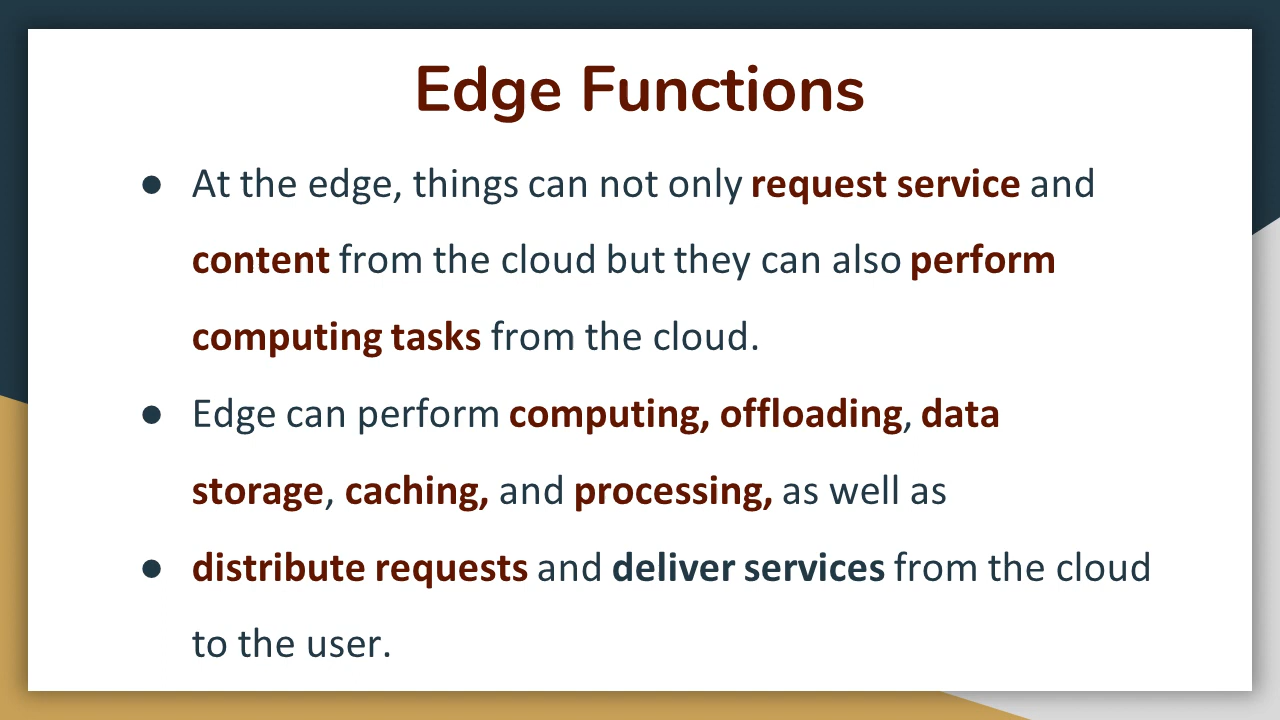 Edge Functions
● At the edge, things can not only request service and
content from the cloud but they can also perform
computing tasks from the cloud.
● Edge can perform computing, offloading, data
storage, caching, and processing, as well as
● distribute requests and deliver services from the cloud
to the user.